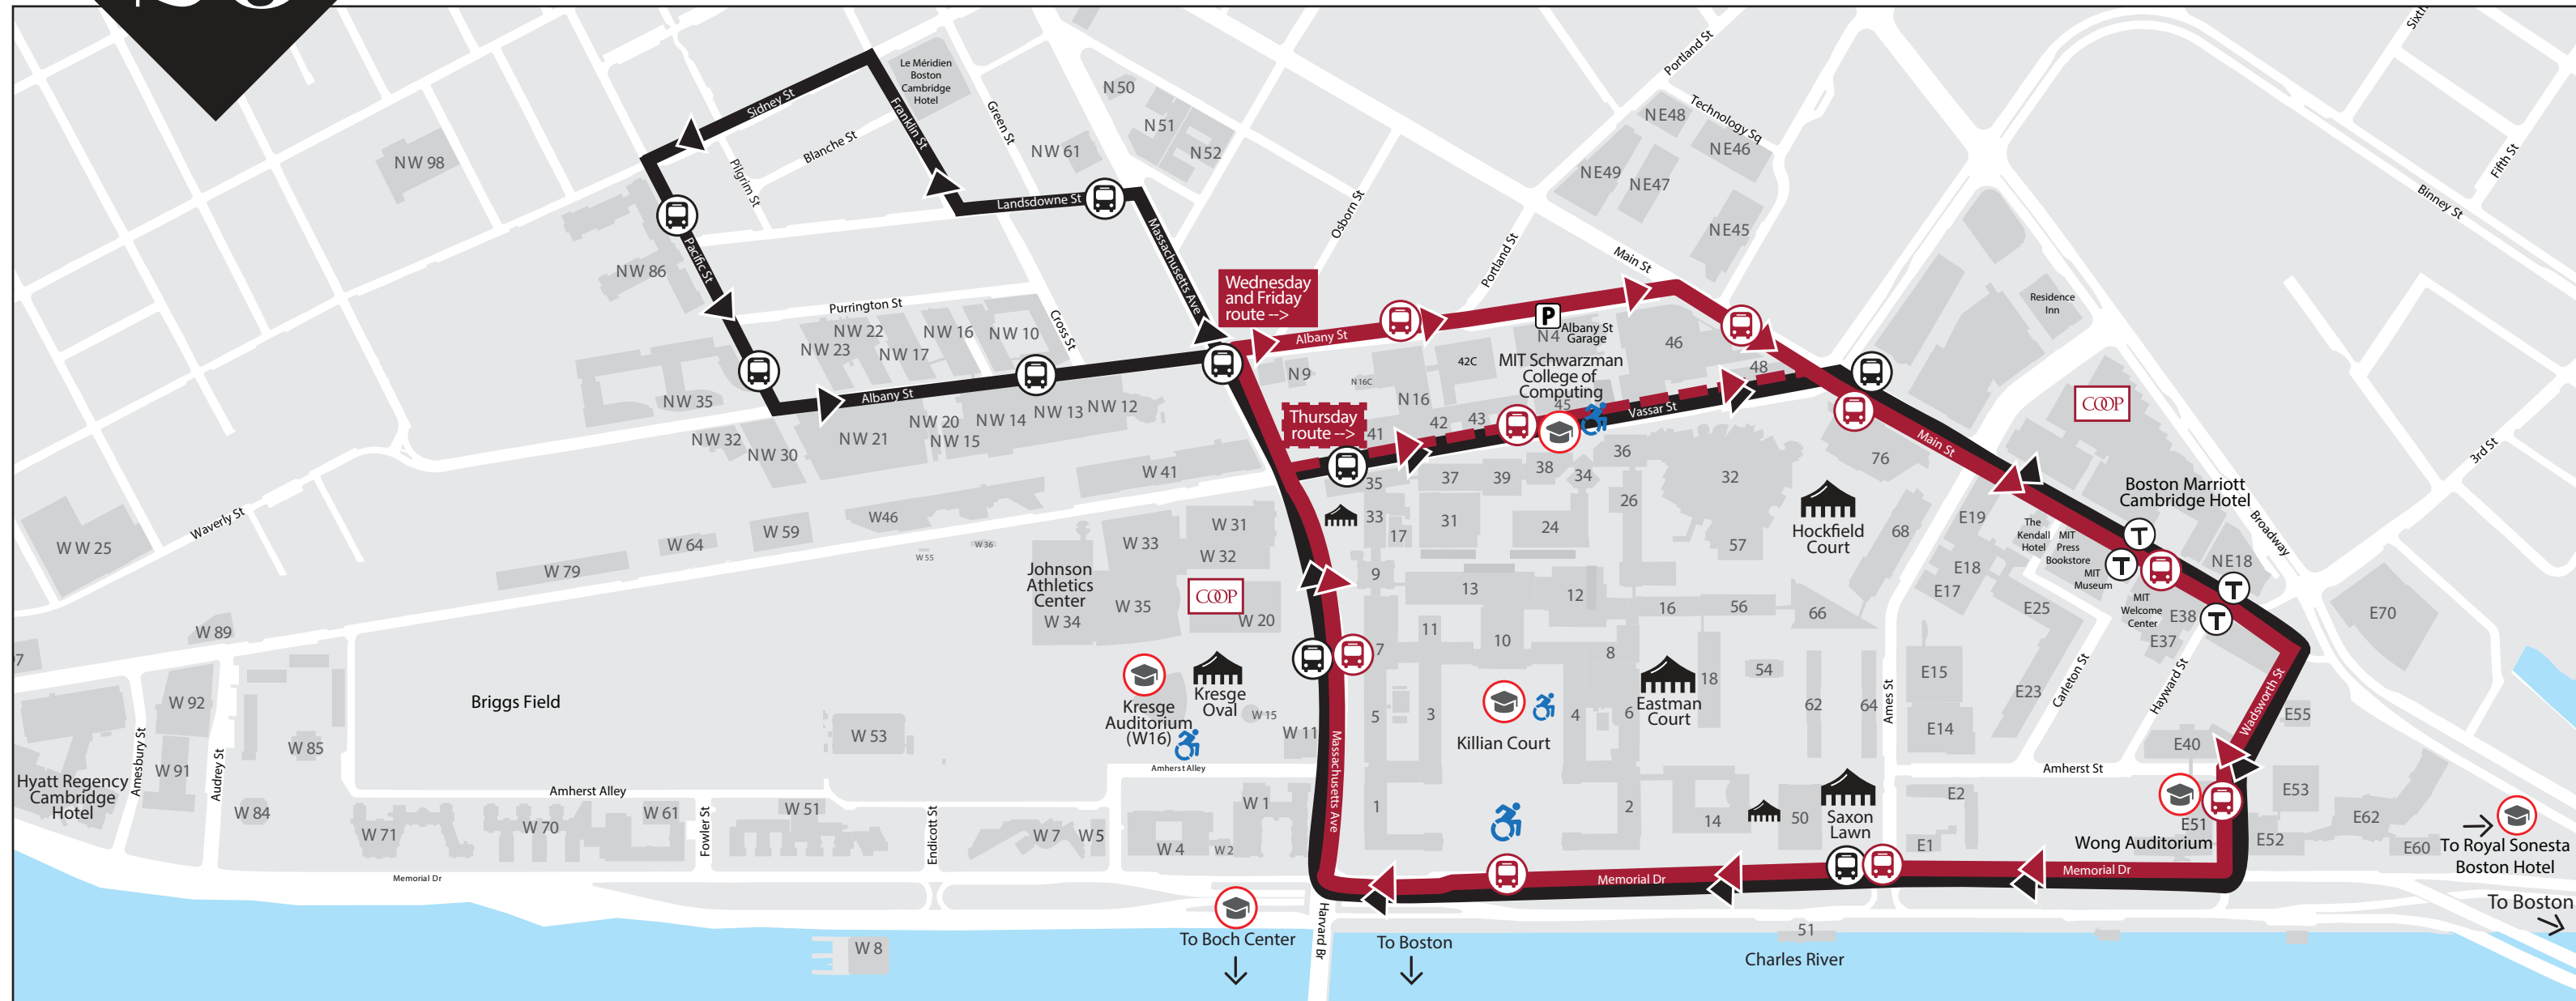 Le Méridien
Boston
Cambridge
Hotel
Sidney St
Franklin St
Blanche St
Pilgrim St
Green St
N 50
N 51
N 52
NW 61
NW 98
Landsdowne St
Massachusetts Ave
Pacific St
NW 86
Purrington St
Cross St
NW 22
NW 16
NW 10
NW 23
NW 17
NW 35
Albany St
NW 12
NW 13
NW 14
NW 20
NW 15
NW 21
NW 32
NW 30
Portland St
Technology Sq
NE48
NE46
NE49
NE47
NE45
Osborn St
Portland St
Main St
Sixth
Fifth St
Binney St
3rd St
Broadway
Residence
Inn
Wednesday
and Friday
route -->
Albany St
P
Albany St
Garage
N4
46
48
42C
N 9
N 16C
N 16
MIT Schwarzman
College of
Computing
45
Vassar St
Thursday
route -->
41
42
43
COOP
Main St
76
35
37
39
38
34
36
32
26
33
31
24
17
57
9
13
12
16
56
66
68
11
10
8
7
18
54
62
64
5
3
4
6
1
2
14
50
Hockfield
Court
Eastman
Court
Killian Court
Saxon
Lawn
Ames St
E19
E18
E17
E25
E23
E15
E14
E2
E1
The
Kendall
Hotel
MIT
Press
Bookstore
MIT
Museum
MIT
Welcome
Center
Boston Marriott
Cambridge Hotel
T
T
T
T
NE18
E38
E37
E70
Carleton St
Hayward St
Wadsworth St
E55
E40
Amherst St
E53
E51
Wong Auditorium
E52
E62
E60
To Royal Sonesta
Boston Hotel
To Boston
Memorial Dr
Memorial Dr
W 41
W46
W 59
W 64
W 79
W 55
W 36
W 31
W 33
W 32
W 35
W 34
W 20
Johnson
Athletics
Center
COOP
Kresge
Auditorium
(W16)
Kresge
Oval
W 15
W 11
Amherst Alley
W 1
W 4
W 2
W 5
W 7
Massachusetts Ave
Waverly St
WW 25
W 89
97
W 92
W 91
W 85
W 84
Briggs Field
W 53
Amesbury St
Audrey St
Hyatt Regency
Cambridge
Hotel
Amherst Alley
W 71
W 70
W 61
W 51
Fowler St
Endicott St
Memorial Dr
W 8
To Boch Center
Harvard Br
To Boston
51
Charles River